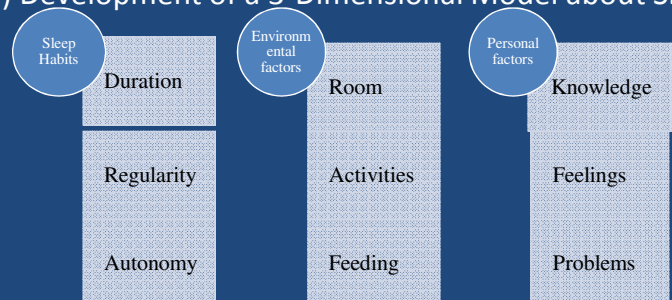 ) Development of a 3-Dimensional Model about
Sleep
Habits
Duration
Regularity
Autonomy
Environm
ental
factors
Room
Activities
Feeding
Personal
factors
Knowledge
Feelings
Problems